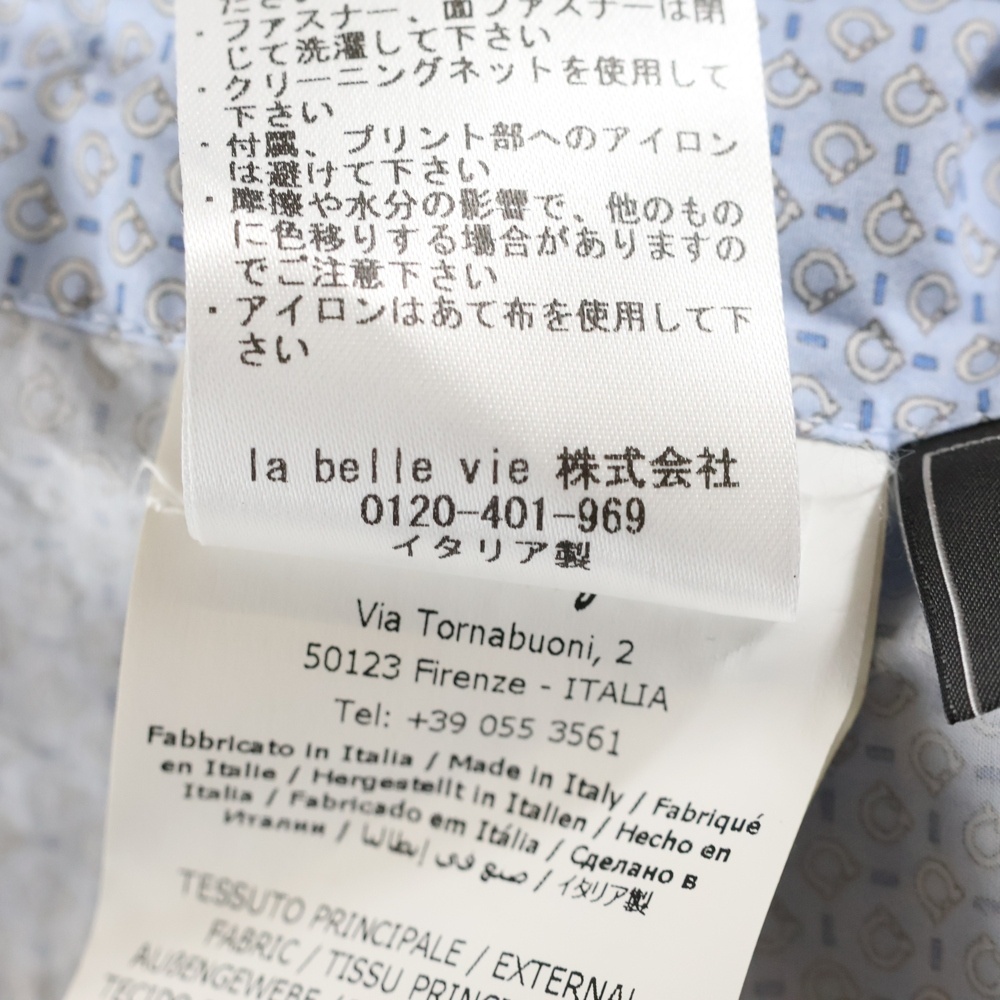 ファスナー、面ファスナーは閉
じて洗濯して下さい
・クリーニングネットを使用して
下さい
・付属、プリント部へのアイロン
は避けて下さい
・摩擦や水分の影響で、他のもの
に色移りする場合がありますの
でご注意下さい
・アイロンはあて布を使用して下
さい
la belle vie 株式会社
0120-401-969
イタリア製
Via Tornabuoni, 2
50123 Firenze - ITALIA
Tel: +39 055 3561
Fabbricato in Italia / Made in Italy / Fabriqué
en Italie / Hergestellt in Italien / Hecho en
Italia / Fabricado em Itália / Сделано в
Италии / صنع في إيطاليا / イタリア製
TESSUTO PRINCIPALE / EXTERNAL
FABRIC / TISSU PRINC
AUßENGEWEBE /